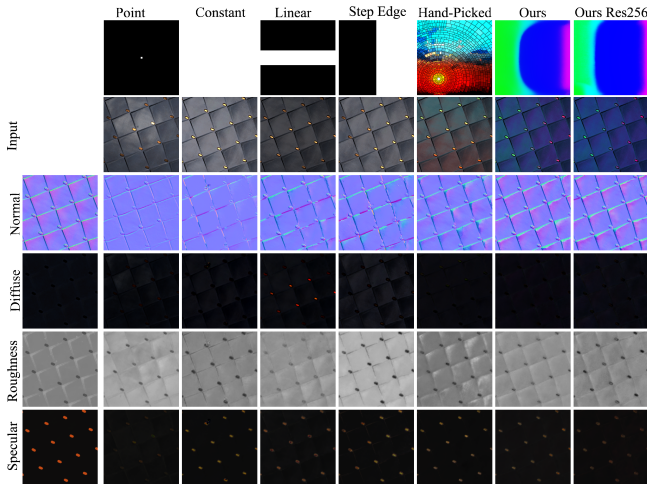 Point Constant Linear Step Edge Hand-Picked Ours Ours Res256
Input
Normal
Diffuse
Roughness
Specular